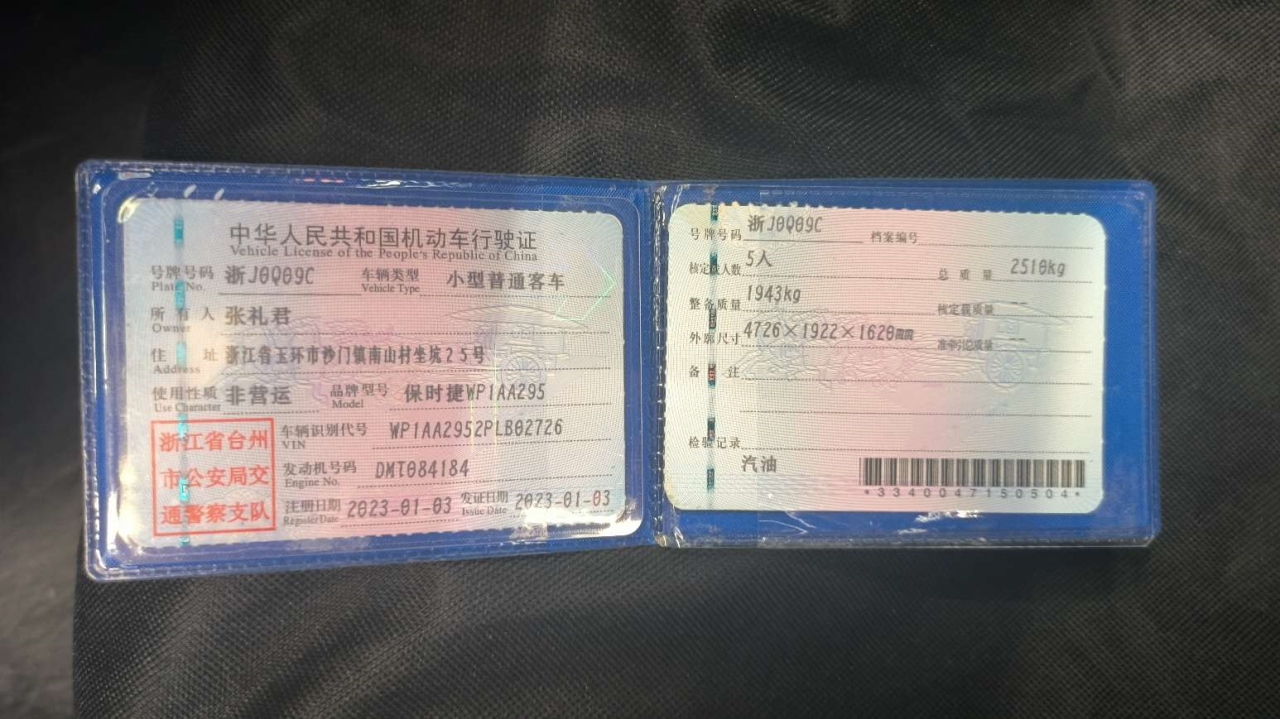 中华人民共和国机动车行驶证
Vehicle License of the People's Republic of China
号牌号码 浙J0Q09C 车辆类型 小型普通客车
Plate No. Vehicle Type
所有人 张礼君
Owner
住址 浙江省玉环市沙门镇南山村坐坑25号
Address
使用性质 非营运 品牌型号 保时捷WP1AA295
Use Character Model
浙江省台州
市公安局交
通警察支队
车辆识别代号 WP1AA2952PLB02726
VIN
发动机号码 DMT084184
Engine No.
注册日期 2023-01-03 发证日期 2023-01-03
Register Date Issue Date
号牌号码 浙J0Q09C 档案编号
核定载人数 5人 总质量 2510kg
整备质量 1943kg 核定载质量 --
外廓尺寸 4726×1922×1620mm 准牵引总质量 --
备注
检验记录
汽油
*3340047150504*